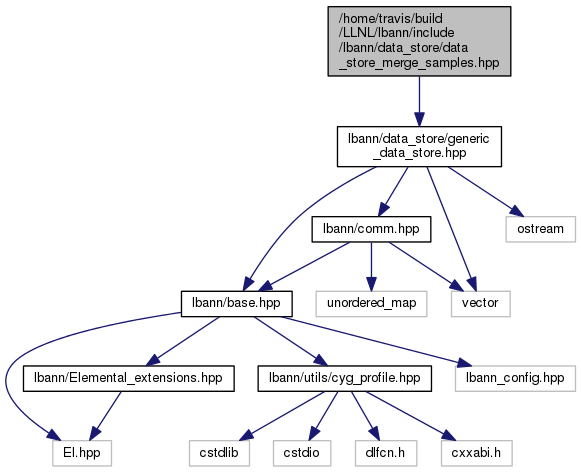 /home/travis/build
/LLNL/lbann/include
/lbann/data_store/data
_store_merge_samples.hpp
lbann/data_store/generic
_data_store.hpp
lbann/comm.hpp
ostream
lbann/base.hpp
unordered_map
vector
lbann/Elemental_extensions.hpp
lbann/utils/cyg_profile.hpp
lbann_config.hpp
El.hpp
cstdlib
cstdio
dlfcn.h
cxxabi.h